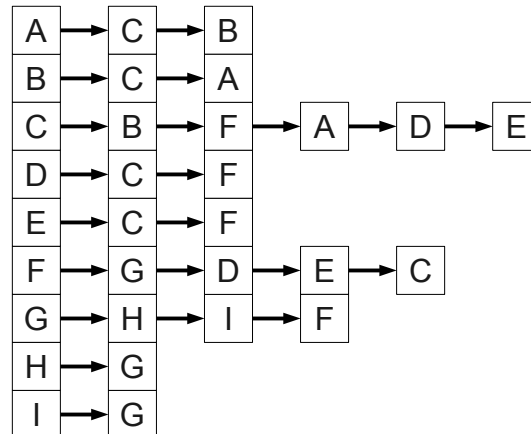 A C B
B C A
C B F A D E
D C F
E C F
F G D E C
G H I F
H G
I G